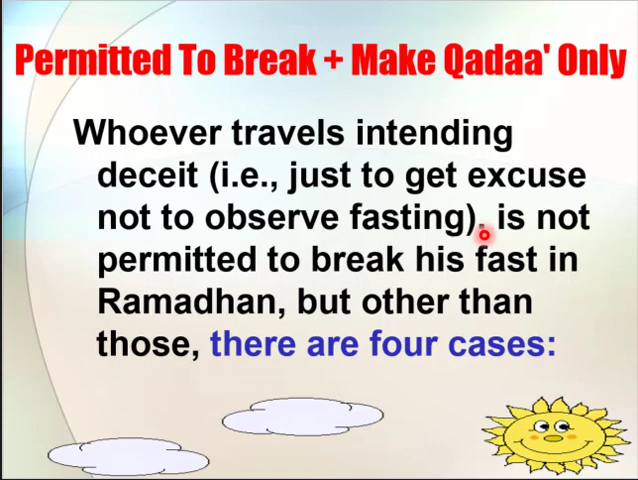 Permitted To Break + Make Qadaa' Only
Whoever travels intending
deceit (i.e., just to get excuse
not to observe fasting), is not
permitted to break his fast in
Ramadhan, but other than
those, there are four cases: